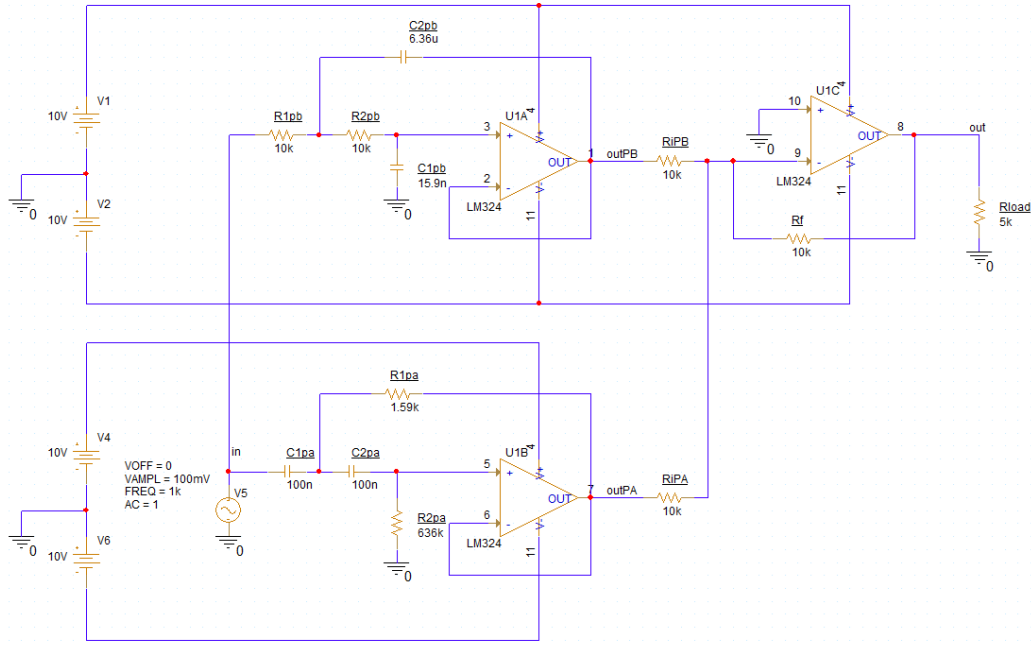 C2pb
6.36u
V1
10V
R1pb
10k
R2pb
10k
C1pb
15.9n
0
U1A
4
3
+
V+
OUT
1
2
-
V-
11
LM324
outPB
RiPB
10k
U1C
4
10
+
V+
OUT
8
9
-
V-
11
LM324
0
out
Rf
10k
Rload
5k
0
0
V2
10V
R1pa
1.59k
V4
10V
VOFF = 0
VAMPL = 100mV
FREQ = 1k
AC = 1
in
V5
0
C1pa
100n
C2pa
100n
R2pa
636k
0
U1B
4
5
+
V+
OUT
7
6
-
V-
11
LM324
outPA
RiPA
10k
0
V6
10V